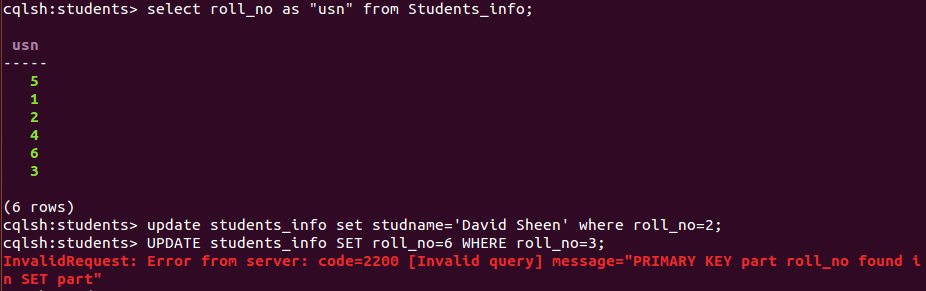 cqlsh:students> select roll_no as "usn" from Students_info;
usn
-----
5
1
2
4
6
3
(6 rows)
cqlsh:students> update students_info set studname='David Sheen' where roll_no=2;
cqlsh:students> UPDATE students_info SET roll_no=6 WHERE roll_no=3;
InvalidRequest: Error from server: code=2200 [Invalid query] message="PRIMARY KEY part roll_no found i
n SET part"